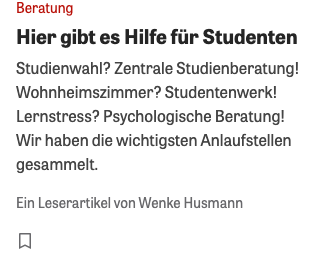 Beratung
Hier gibt es Hilfe für Studenten
Studienwahl? Zentrale Studienberatung!
Wohnheimszimmer? Studentenwerk!
Lernstress? Psychologische Beratung!
Wir haben die wichtigsten Anlaufstellen
gesammelt.
Ein Leserartikel von Wenke Husmann